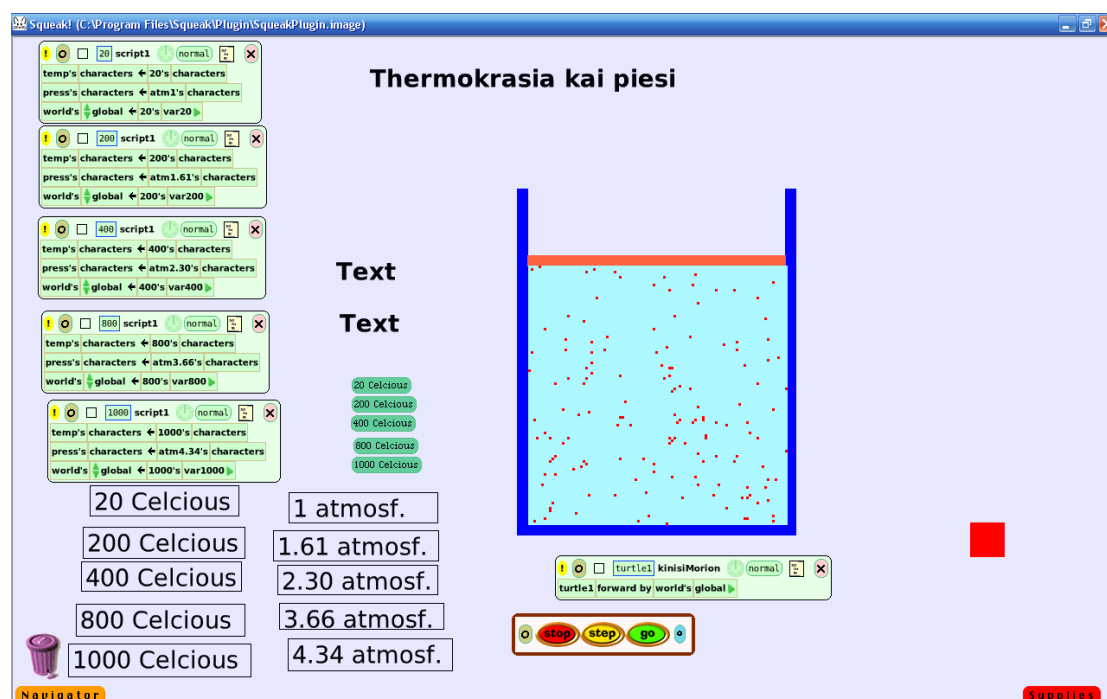 Squeak! (C:\Program Files\Squeak\Plugin\SqueakPlugin.image)
Thermokrasia kai piesi
! 20 script1 normal
temp's characters ← 20's characters
press's characters ← atm1's characters
world's global ← 20's var20
! 200 script1 normal
temp's characters ← 200's characters
press's characters ← atm1.61's characters
world's global ← 200's var200
! 400 script1 normal
temp's characters ← 400's characters
press's characters ← atm2.30's characters
world's global ← 400's var400
! 800 script1 normal
temp's characters ← 800's characters
press's characters ← atm3.66's characters
world's global ← 800's var800
! 1000 script1 normal
temp's characters ← 1000's characters
press's characters ← atm4.34's characters
world's global ← 1000's var1000
Text
Text
20 Celcious
200 Celcious
400 Celcious
800 Celcious
1000 Celcious
20 Celcious
200 Celcious
400 Celcious
800 Celcious
1000 Celcious
1 atmosf.
1.61 atmosf.
2.30 atmosf.
3.66 atmosf.
4.34 atmosf.
! turtle1 kinisiMorion normal
turtle1 forward by world's global
stop step go
Navigator
Supplies